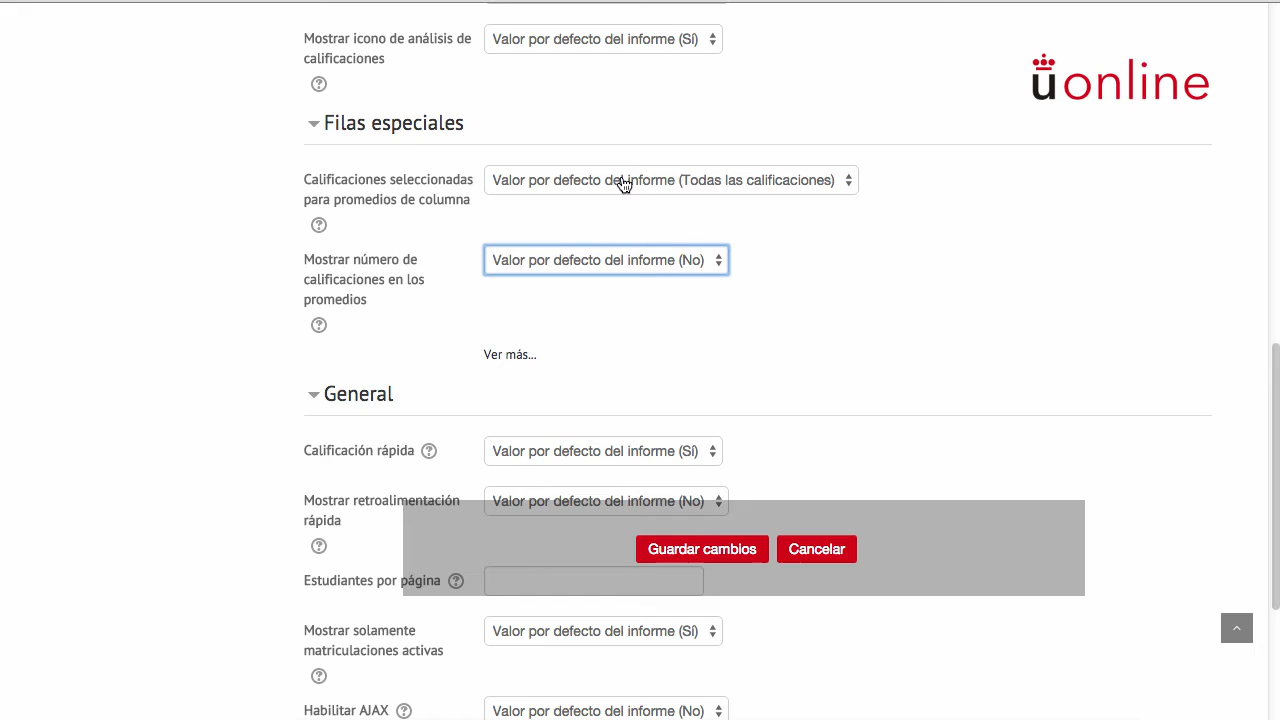 Mostrar icono de análisis de
calificaciones
Valor por defecto del informe (Sí)
uonline
Filas especiales
Calificaciones seleccionadas
para promedios de columna
Valor por defecto del informe (Todas las calificaciones)
Mostrar número de
calificaciones en los
promedios
Valor por defecto del informe (No)
Ver más...
General
Calificación rápida
Valor por defecto del informe (Sí)
Mostrar retroalimentación
rápida
Valor por defecto del informe (No)
Guardar cambios
Cancelar
Estudiantes por página
Mostrar solamente
matriculaciones activas
Valor por defecto del informe (Sí)
Habilitar AJAX
Valor por defecto del informe (No)